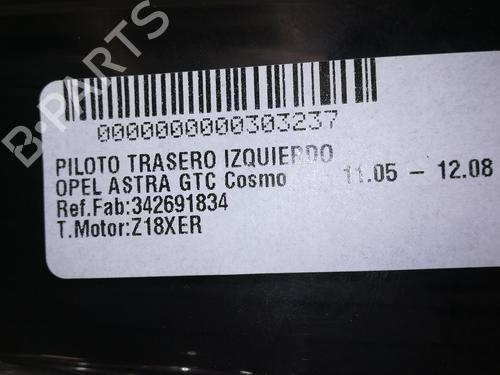 B-PARTS
0000000000303237
PILOTO TRASERO IZQUIERDO
OPEL ASTRA GTC Cosmo 11.05 - 12.08
Ref.Fab:342691834
T.Motor:Z18XER